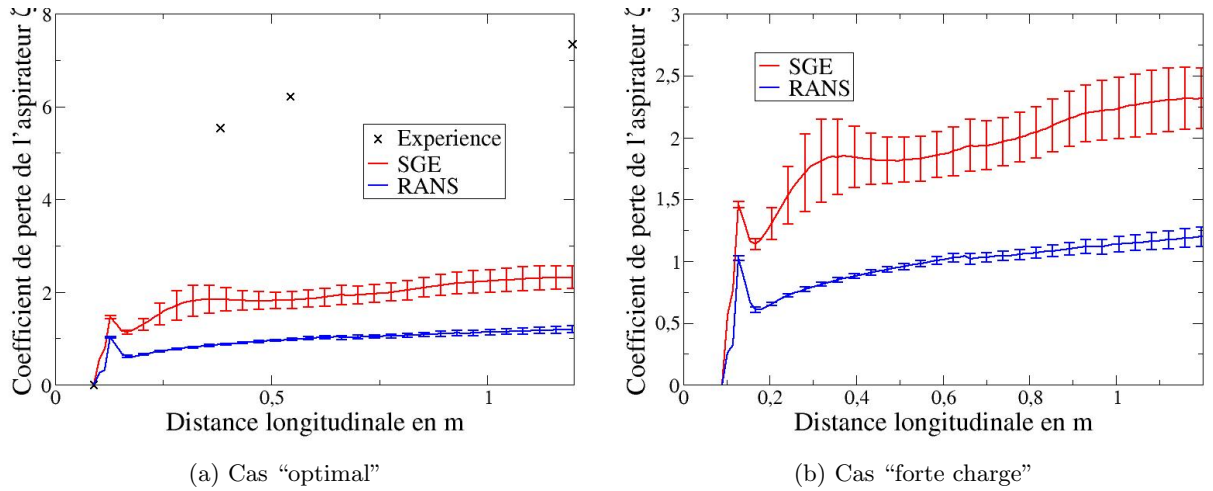 Coefficient de perte de l'aspirateur ζ
8
6
4
2
0
Experience
SGE
RANS
0
0,5
1
Distance longitudinale en m
(a) Cas “optimal”
Coefficient de perte de l'aspirateur ζ
3
2,5
2
1,5
1
0,5
0
SGE
RANS
0
0,2
0,4
0,6
0,8
1
Distance longitudinale en m
(b) Cas “forte charge”